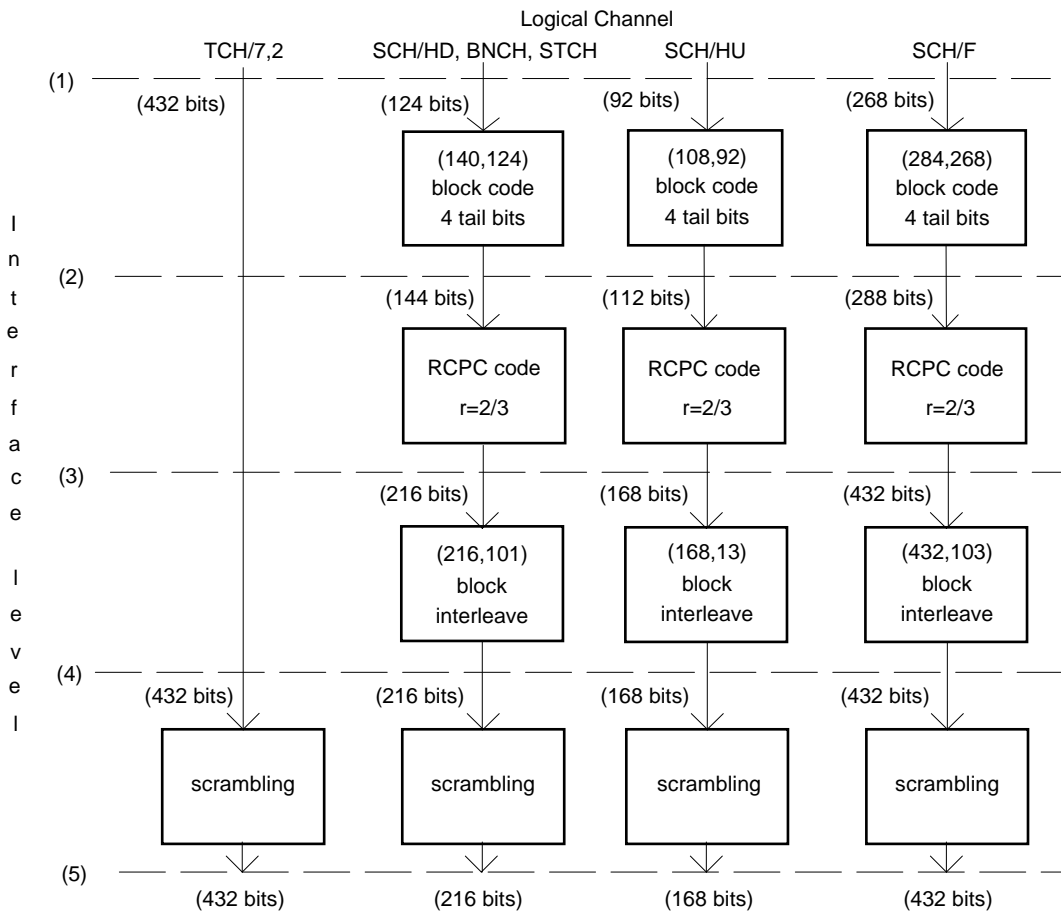 Logical Channel
TCH/7,2 SCH/HD, BNCH, STCH SCH/HU SCH/F
(1)
(432 bits) (124 bits) (92 bits) (268 bits)
(140,124) (108,92) (284,268)
block code block code block code
4 tail bits 4 tail bits 4 tail bits
(2)
(144 bits) (112 bits) (288 bits)
RCPC code RCPC code RCPC code
r=2/3 r=2/3 r=2/3
(3)
(216 bits) (168 bits) (432 bits)
(216,101) (168,13) (432,103)
block block block
interleave interleave interleave
(4)
(432 bits) (216 bits) (168 bits) (432 bits)
scrambling scrambling scrambling scrambling
(5)
(432 bits) (216 bits) (168 bits) (432 bits)
Interface level